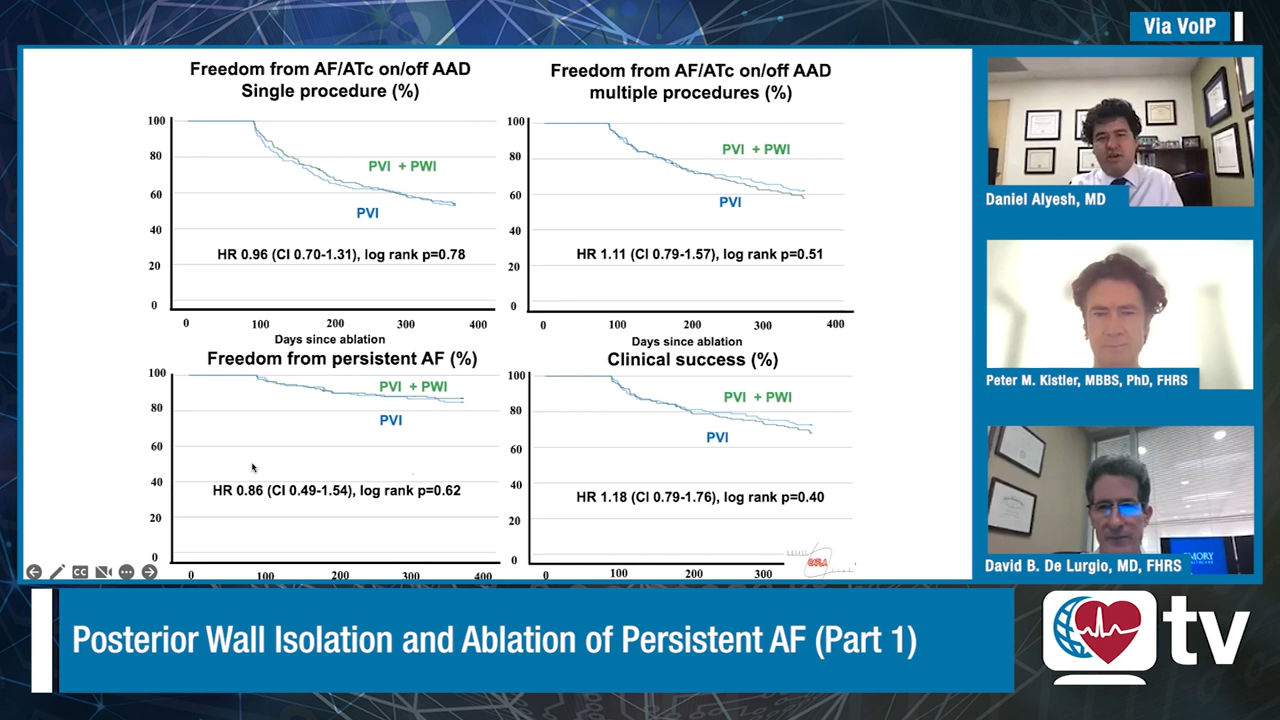 Via VoIP
Freedom from AF/ATc on/off AAD
Single procedure (%)
100
80
60
40
20
0
PVI + PWI
PVI
HR 0.96 (CI 0.70-1.31), log rank p=0.78
0 100 200 300 400
Days since ablation
Freedom from AF/ATc on/off AAD
multiple procedures (%)
100
80
60
40
20
0
PVI + PWI
PVI
HR 1.11 (CI 0.79-1.57), log rank p=0.51
0 100 200 300 400
Days since ablation
Freedom from persistent AF (%)
100
80
60
40
20
0
PVI + PWI
PVI
HR 0.86 (CI 0.49-1.54), log rank p=0.62
0 100 200 300 400
Clinical success (%)
100
80
60
40
20
0
PVI + PWI
PVI
HR 1.18 (CI 0.79-1.76), log rank p=0.40
0 100 200 300
CC
Daniel Alyesh, MD
Peter M. Kistler, MBBS, PhD, FHRS
David B. De Lurgio, MD, FHRS
Posterior Wall Isolation and Ablation of Persistent AF (Part 1)
tv